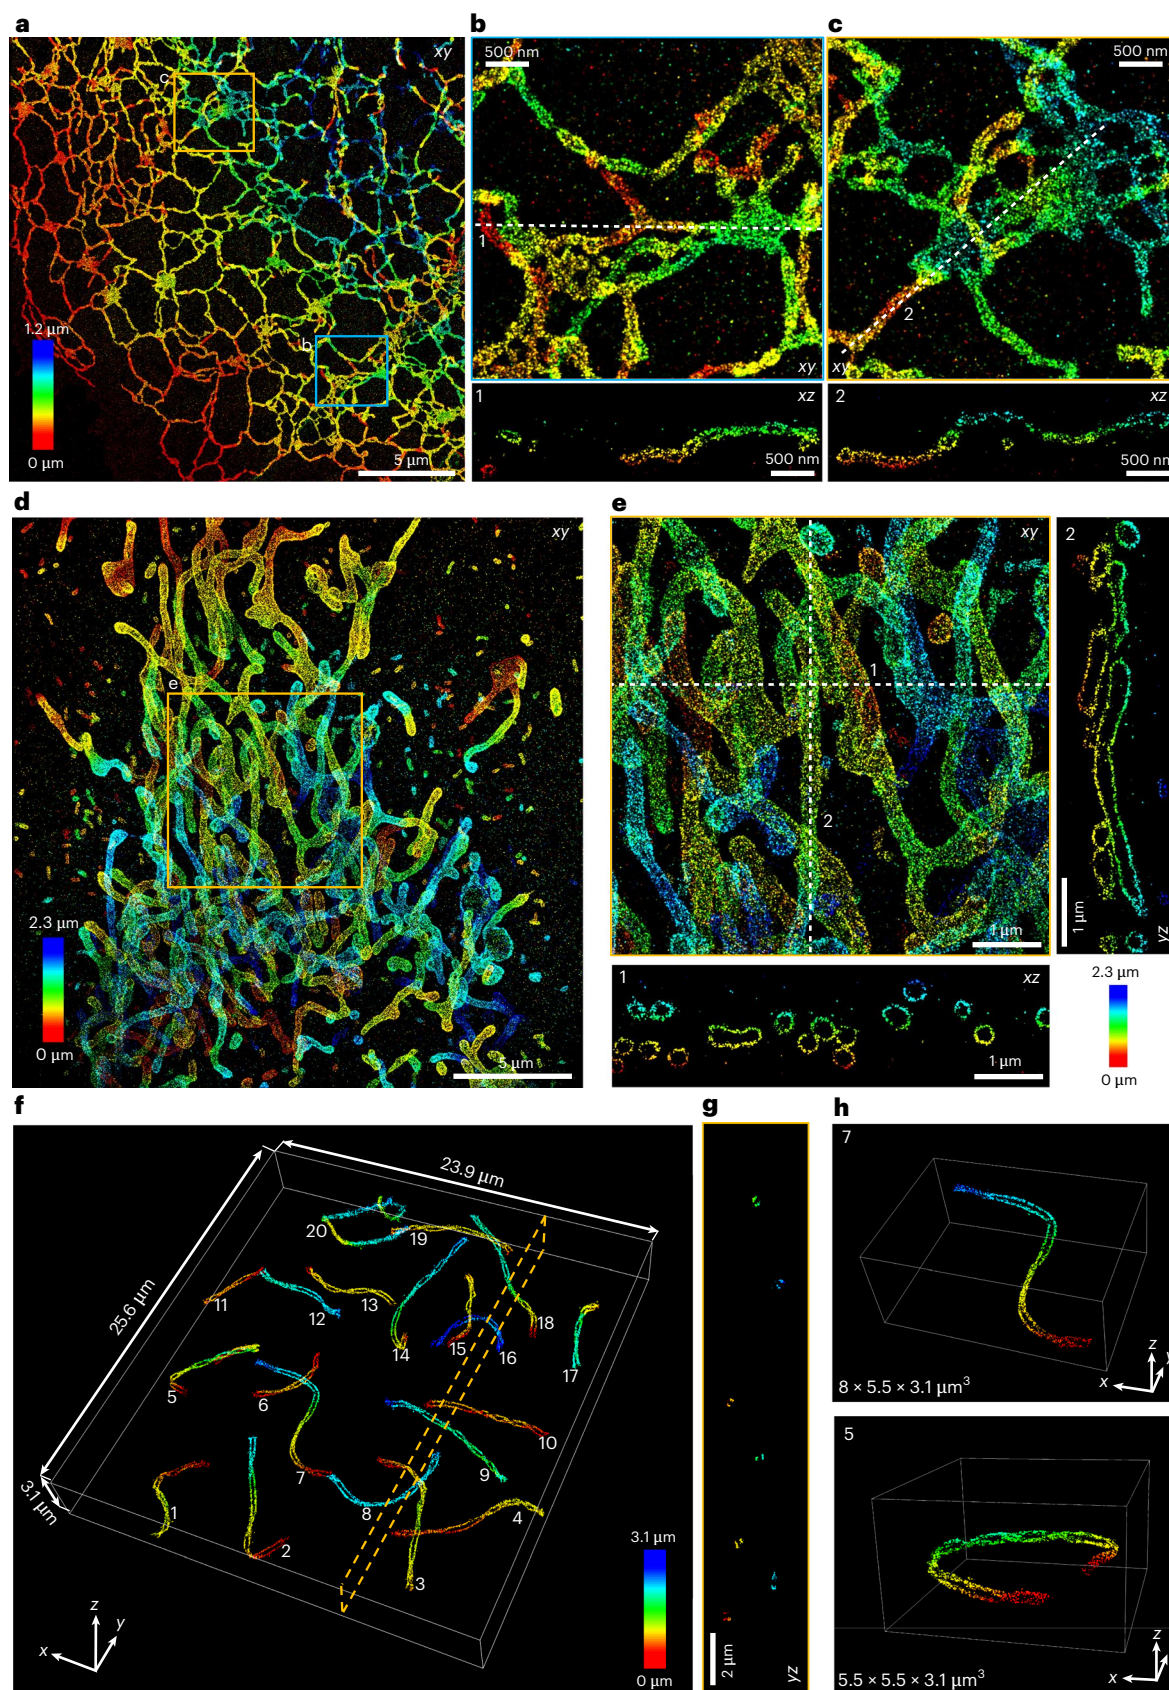 a
xy
c
b
1.2 μm
0 μm
5 μm
b
500 nm
1
xy
1
xz
500 nm
c
500 nm
2
xy
2
xz
500 nm
d
xy
e
2.3 μm
0 μm
5 μm
e
xy
1
2
1 μm
2
1 μm
yz
1
xz
1 μm
2.3 μm
0 μm
f
23.9 μm
25.6 μm
3.1 μm
20
19
11
12
13
14
15
16
18
17
5
6
7
8
9
10
1
2
3
4
z
y
x
3.1 μm
0 μm
g
2 μm
yz
h
7
8 × 5.5 × 3.1 μm³
z
y
x
5
5.5 × 5.5 × 3.1 μm³
z
x